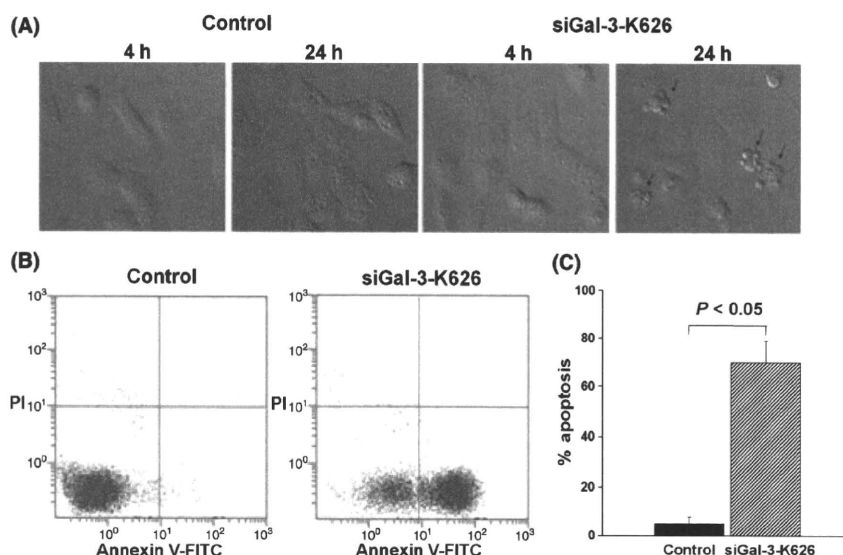 (A)
Control
siGal-3-K626
4 h
24 h
4 h
24 h
(B)
Control
siGal-3-K626
10³
10²
PI 10¹
10⁰
10⁰ 10¹ 10² 10³
Annexin V-FITC
10³
10²
PI 10¹
10⁰
10⁰ 10¹ 10² 10³
Annexin V-FITC
(C)
P < 0.05
% apoptosis
100
80
60
40
20
0
Control siGal-3-K626